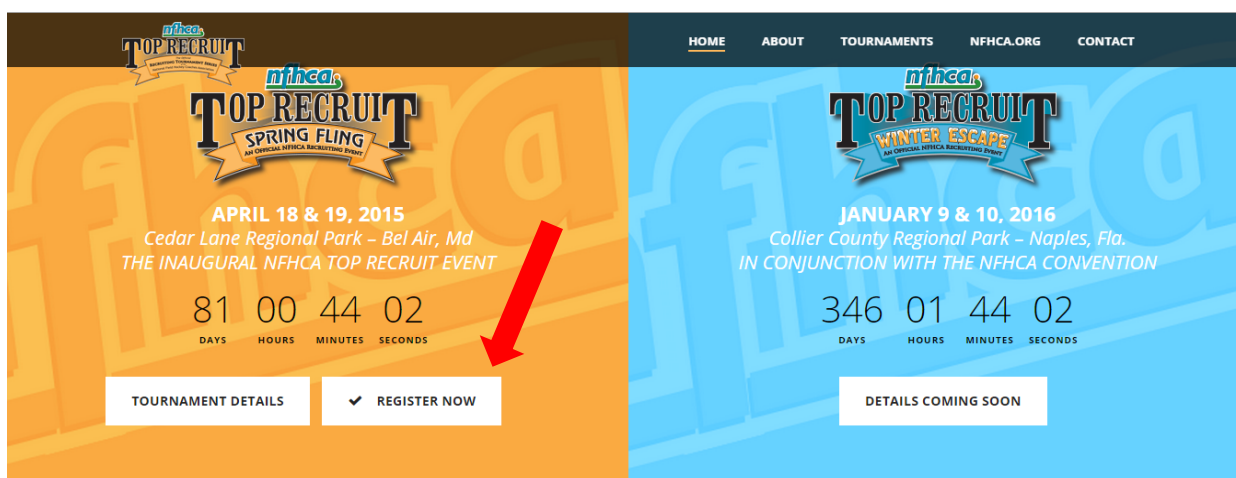 nfhca
TOP RECRUIT
HOME ABOUT TOURNAMENTS NFHCA.ORG CONTACT
nfhca
TOP RECRUIT
SPRING FLING
AN OFFICIAL NFHCA RECRUITING EVENT
APRIL 18 & 19, 2015
Cedar Lane Regional Park – Bel Air, Md
THE INAUGURAL NFHCA TOP RECRUIT EVENT
81 00 44 02
DAYS HOURS MINUTES SECONDS
TOURNAMENT DETAILS
REGISTER NOW
nfhca
TOP RECRUIT
WINTER ESCAPE
AN OFFICIAL NFHCA RECRUITING EVENT
JANUARY 9 & 10, 2016
Collier County Regional Park – Naples, Fla.
IN CONJUNCTION WITH THE NFHCA CONVENTION
346 01 44 02
DAYS HOURS MINUTES SECONDS
DETAILS COMING SOON
nfhca
nfhca